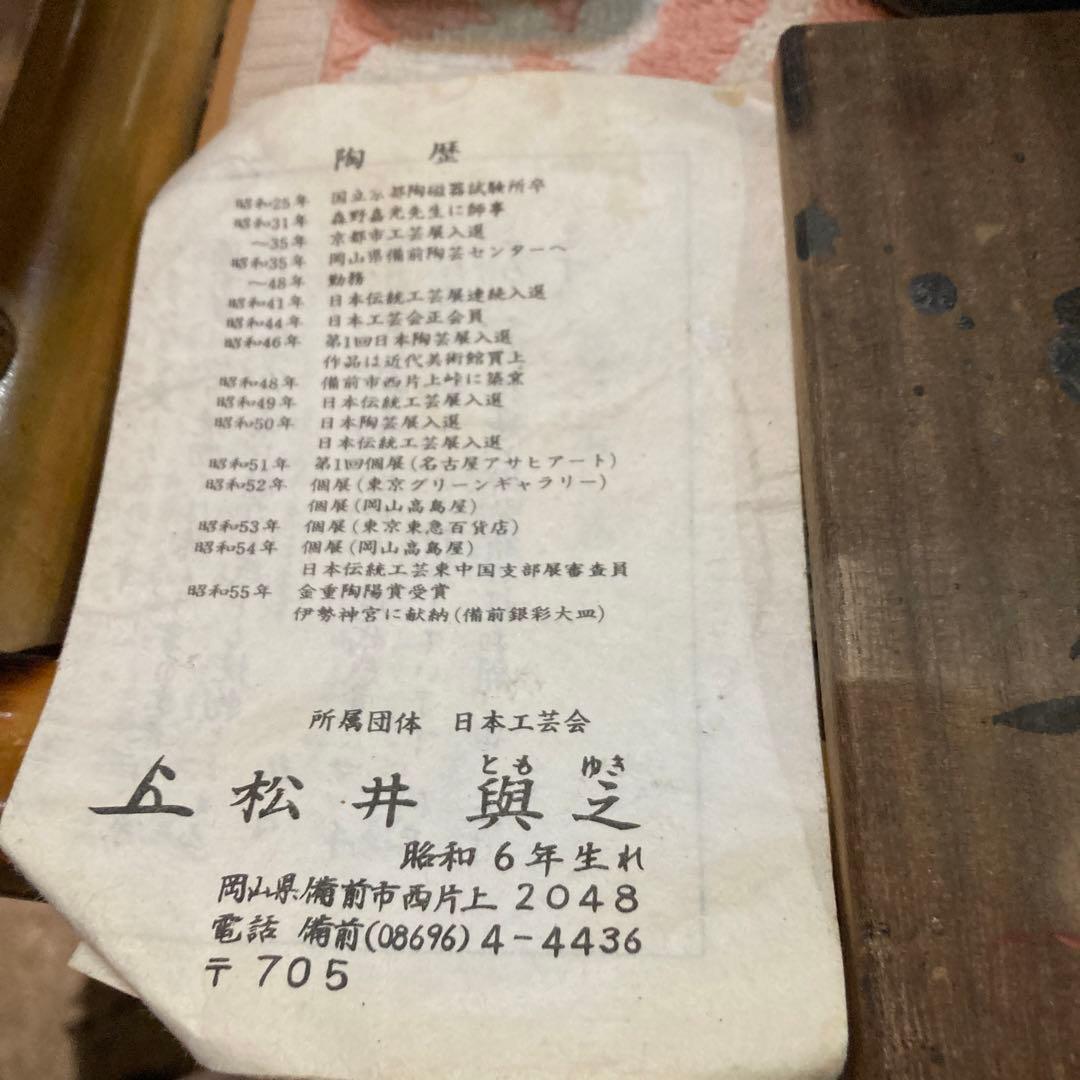 陶歴
昭和25年 国立京都陶磁器試験所卒
昭和31年 森野嘉光先生に師事
〜35年 京都市工芸展入選
昭和35年 岡山県備前陶芸センターへ
〜48年 勤務
昭和41年 日本伝統工芸展連続入選
昭和44年 日本工芸会正会員
昭和46年 第1回日本陶芸展入選
作品は近代美術館買上
昭和48年 備前市西片上峠に築窯
昭和49年 日本伝統工芸展入選
昭和50年 日本陶芸展入選
日本伝統工芸展入選
昭和51年 第1回個展(名古屋アサヒアート)
昭和52年 個展(東京グリーンギャラリー)
個展(岡山高島屋)
昭和53年 個展(東京東急百貨店)
昭和54年 個展(岡山高島屋)
日本伝統工芸東中国支部展審査員
昭和55年 金重陶陽賞受賞
伊勢神宮に献納(備前銀彩大皿)
所属団体 日本工芸会
とも ゆき
松井與之
昭和6年生れ
岡山県備前市西片上2048
電話 備前(08696)4-4436
〒705